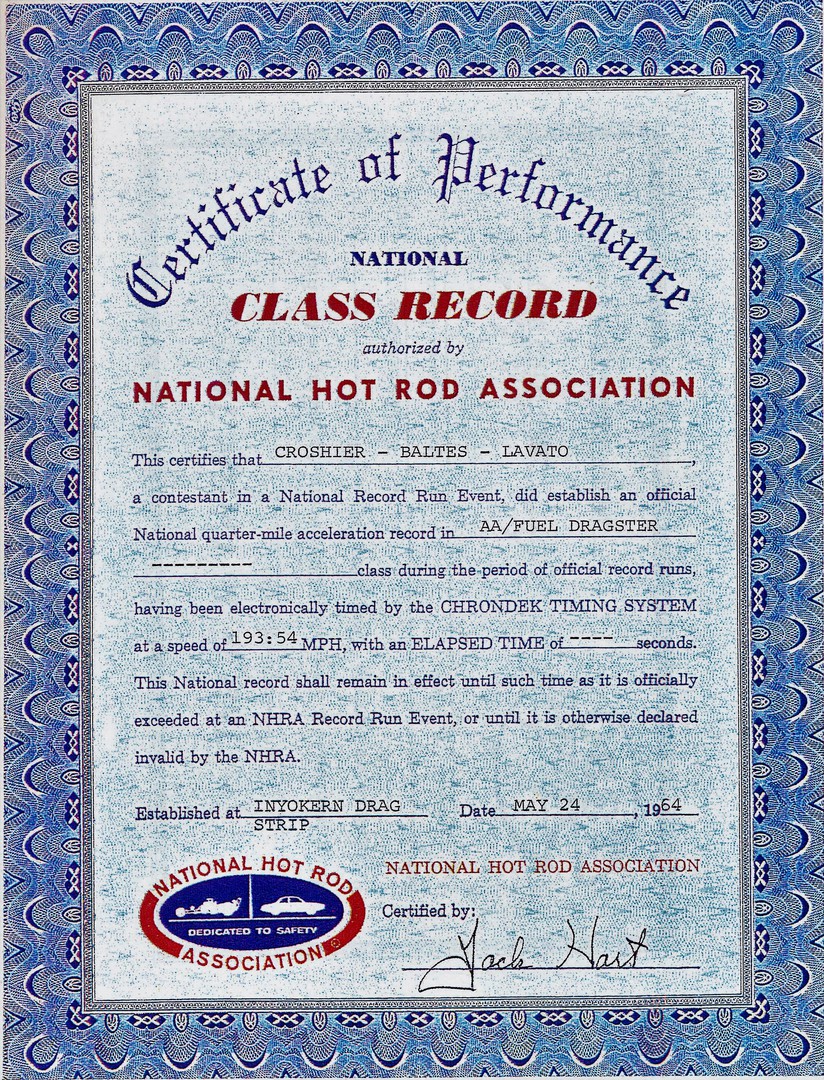 Certificate of Performance
NATIONAL
CLASS RECORD
authorized by
NATIONAL HOT ROD ASSOCIATION
This certifies that CROSHIER - BALTES - LAVATO,
a contestant in a National Record Run Event, did establish an official
National quarter-mile acceleration record in AA/FUEL DRAGSTER
--------- class during the period of official record runs,
having been electronically timed by the CHRONDEK TIMING SYSTEM
at a speed of 193:54 MPH, with an ELAPSED TIME of ---- seconds.
This National record shall remain in effect until such time as it is officially
exceeded at an NHRA Record Run Event, or until it is otherwise declared
invalid by the NHRA.
Established at INYOKERN DRAG Date MAY 24, 1964
STRIP
NATIONAL HOT ROD ASSOCIATION
Certified by:
Jack Hart
NATIONAL HOT ROD
DEDICATED TO SAFETY
ASSOCIATION